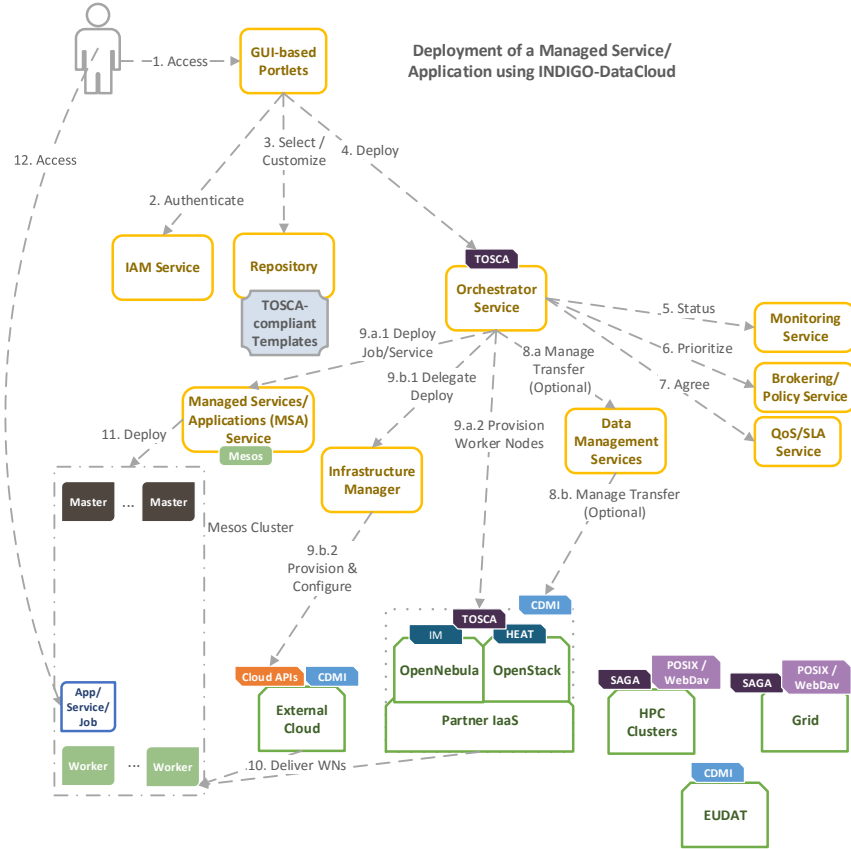 Deployment of a Managed Service/
Application using INDIGO-DataCloud
GUI-based
Portlets
1. Access
12. Access
3. Select /
Customize
4. Deploy
2. Authenticate
IAM Service
Repository
TOSCA-
compliant
Templates
TOSCA
Orchestrator
Service
5. Status
6. Prioritize
7. Agree
Monitoring
Service
Brokering/
Policy Service
QoS/SLA
Service
9.a.1 Deploy
Job/Service
9.b.1 Delegate
Deploy
8.a Manage
Transfer
(Optional)
9.a.2 Provision
Worker Nodes
Managed Services/
Applications (MSA)
Service
Mesos
11. Deploy
Data
Management
Services
Infrastructure
Manager
8.b. Manage Transfer
(Optional)
Master
...
Master
Mesos Cluster
9.b.2
Provision &
Configure
CDMI
TOSCA
IM
HEAT
OpenNebula
OpenStack
Partner IaaS
Cloud APIs
CDMI
External
Cloud
App/
Service/
Job
Worker
...
Worker
10. Deliver WNs
SAGA
POSIX /
WebDav
HPC
Clusters
SAGA
POSIX /
WebDav
Grid
CDMI
EUDAT